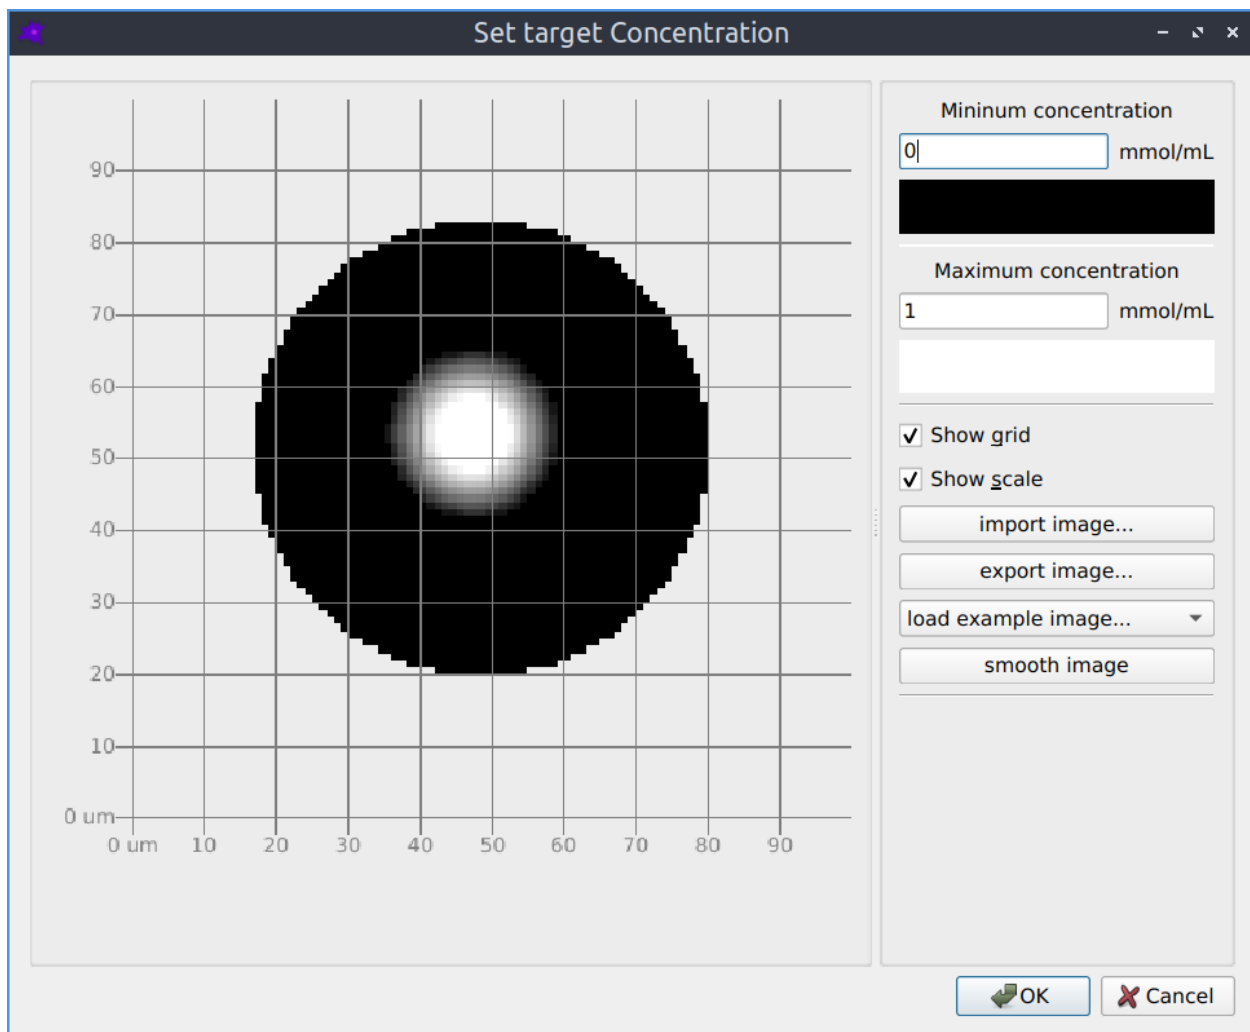 Set target Concentration
90
80
70
60
50
40
30
20
10
0 um
0 um 10 20 30 40 50 60 70 80 90
Mininum concentration
0 mmol/mL
Maximum concentration
1 mmol/mL
Show grid
Show scale
import image...
export image...
load example image...
smooth image
OK Cancel